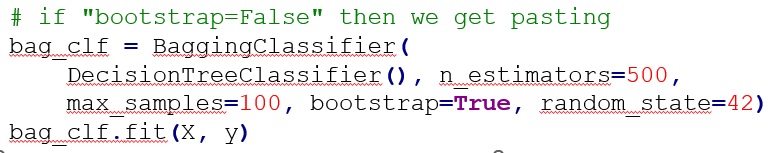 # if "bootstrap=False" then we get pasting
bag_clf = BaggingClassifier(
    DecisionTreeClassifier(), n_estimators=500,
    max_samples=100, bootstrap=True, random_state=42)
bag_clf.fit(X, y)